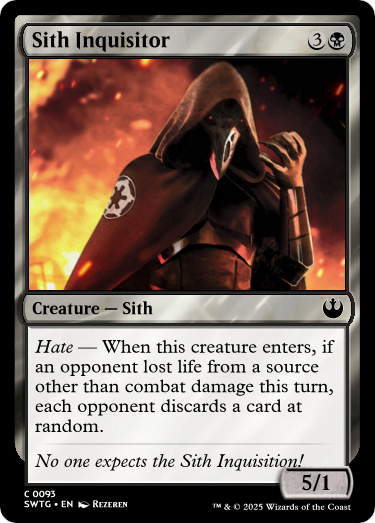 Sith Inquisitor 3
Creature — Sith
Hate — When this creature enters, if
an opponent lost life from a source
other than combat damage this turn,
each opponent discards a card at
random.
No one expects the Sith Inquisition!
5/1
C 0093
SWTG • EN Rezeren
™ & © 2025 Wizards of the Coast